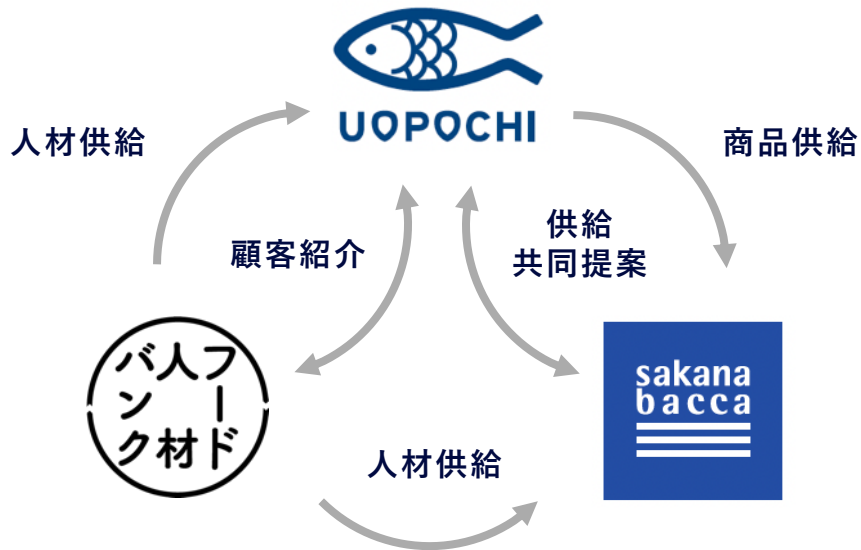 UOPOCHI
人材供給
商品供給
顧客紹介
供給
共同提案
フード
人材
バンク
sakana
bacca
人材供給